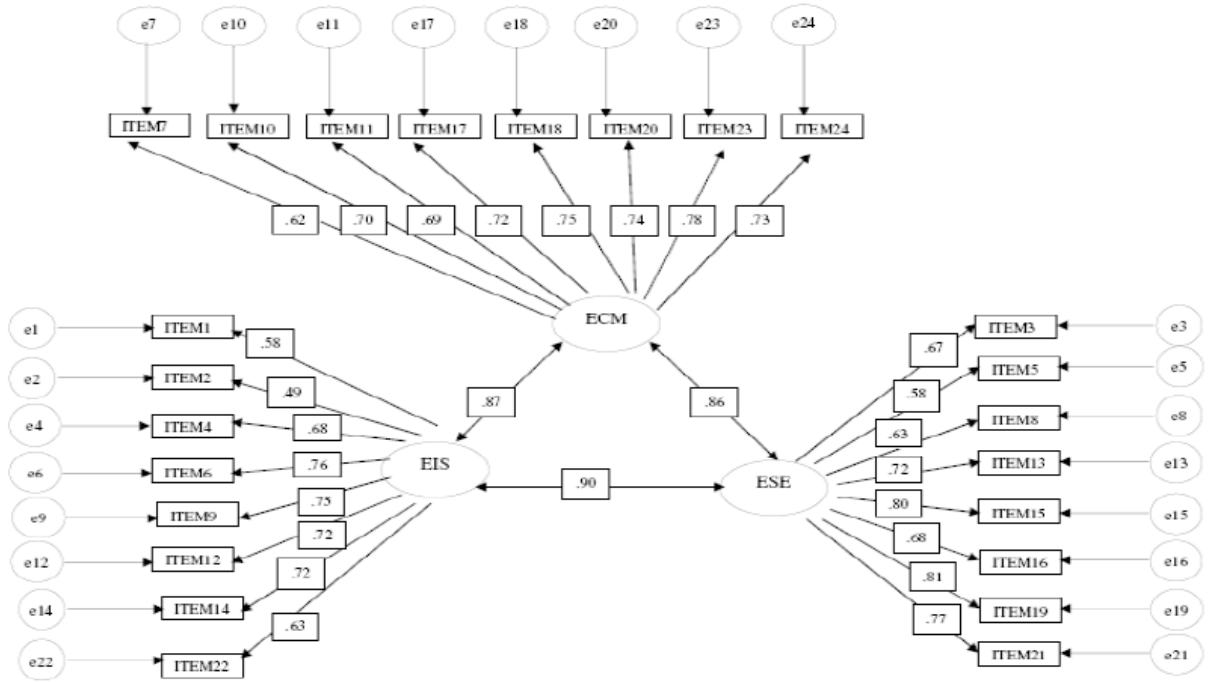 e7 e10 e11 e17 e18 e20 e23 e24
ITEM7 ITEM10 ITEM11 ITEM17 ITEM18 ITEM20 ITEM23 ITEM24
.62 .70 .69 .72 .75 .74 .78 .73
ECM
e1 ITEM1 .58
e2 ITEM2 .49
e4 ITEM4 .68
e6 ITEM6 .76
e9 ITEM9 .75
e12 ITEM12 .72
e14 ITEM14 .72
e22 ITEM22 .63
EIS
.87
.86
.90
ESE
.67 ITEM3 e3
.58 ITEM5 e5
.63 ITEM8 e8
.72 ITEM13 e13
.80 ITEM15 e15
.68 ITEM16 e16
.81 ITEM19 e19
.77 ITEM21 e21